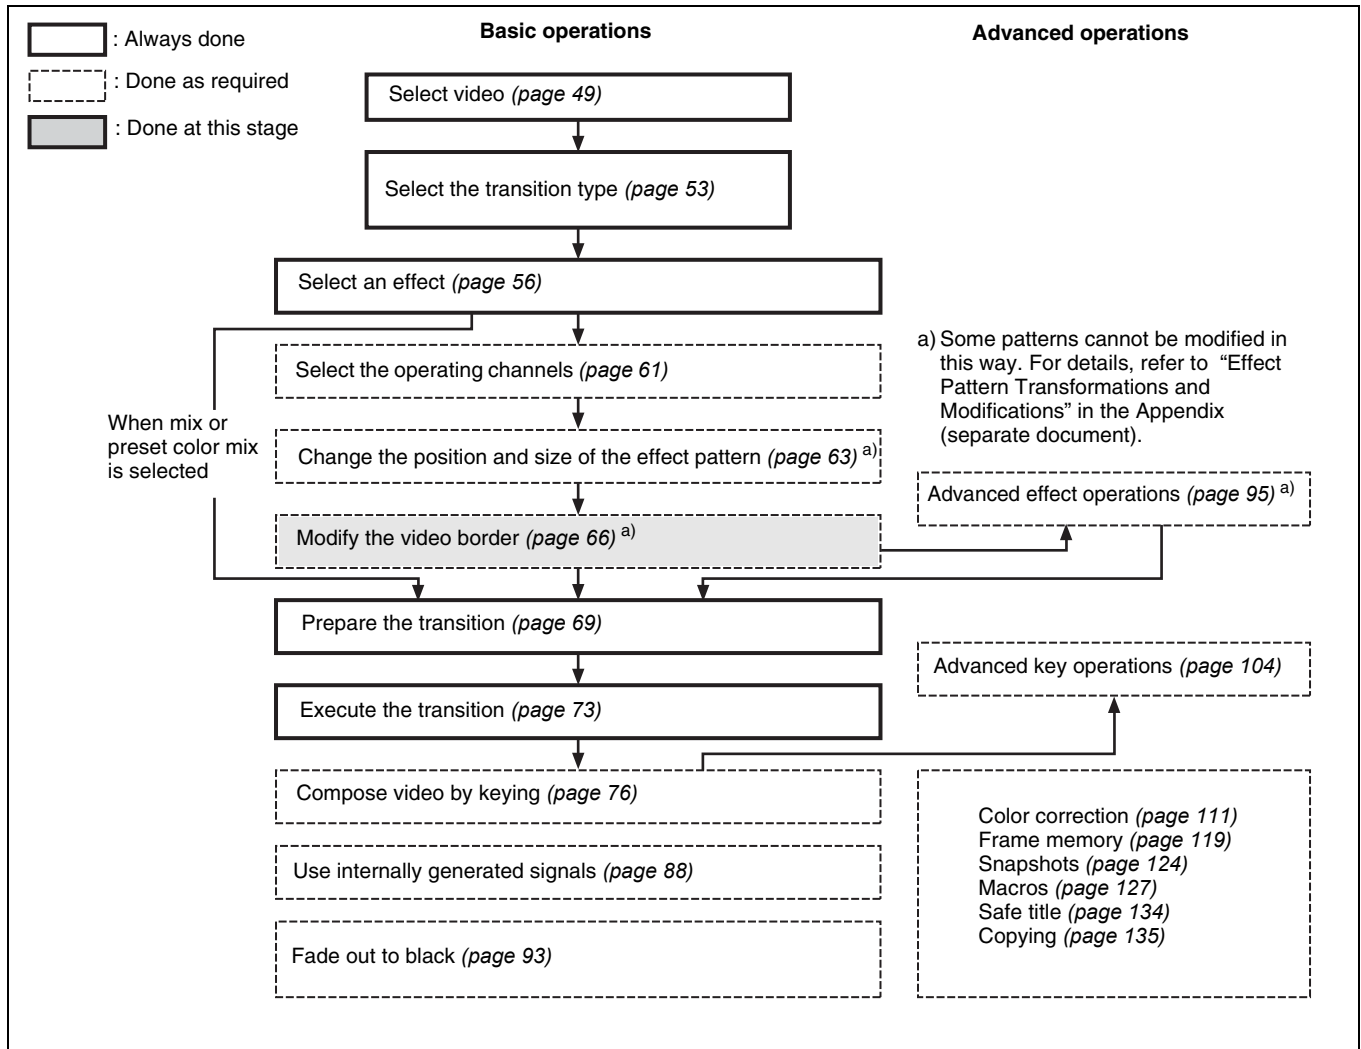 : Always done
: Done as required
: Done at this stage
Basic operations
Advanced operations
Select video (page 49)
Select the transition type (page 53)
Select an effect (page 56)
Select the operating channels (page 61)
When mix or
preset color mix
is selected
Change the position and size of the effect pattern (page 63) a)
Modify the video border (page 66) a)
a) Some patterns cannot be modified in
this way. For details, refer to “Effect
Pattern Transformations and
Modifications” in the Appendix
(separate document).
Advanced effect operations (page 95) a)
Prepare the transition (page 69)
Execute the transition (page 73)
Advanced key operations (page 104)
Compose video by keying (page 76)
Use internally generated signals (page 88)
Fade out to black (page 93)
Color correction (page 111)
Frame memory (page 119)
Snapshots (page 124)
Macros (page 127)
Safe title (page 134)
Copying (page 135)